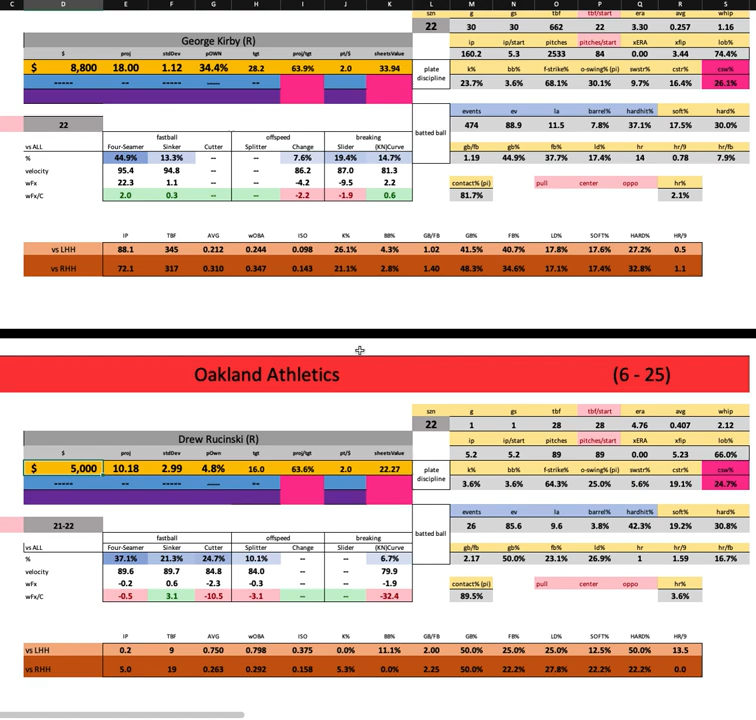 C D E F G H I J K L M N O P Q R S
szn g gs tbf tbf/start era avg whip
22 30 30 662 22 3.30 0.257 1.16
George Kirby (R) ip ip/start pitches pitches/start xERA xfip lob%
$ proj stdDev pOWN tgt proj/tgt pt/$ sheetsValue 160.2 5.3 2533 84 0.00 3.44 74.4%
$ 8,800 18.00 1.12 34.4% 28.2 63.9% 2.0 33.94 plate discipline k% bb% f-strike% o-swing% (pi) swstr% cstr% csw%
----- -- ----- ----- -- 23.7% 3.6% 68.1% 30.1% 9.7% 16.4% 26.1%
events ev la barrel% hardhit% soft% hard%
22 474 88.9 11.5 7.8% 37.1% 17.5% 30.0%
fastball offspeed breaking batted ball
vs ALL Four-Seamer Sinker Cutter Splitter Change Slider (KN)Curve gb/fb gb% fb% ld% hr hr/9 hr/fb
% 44.9% 13.3% -- -- 7.6% 19.4% 14.7% 1.19 44.9% 37.7% 17.4% 14 0.78 7.9%
velocity 95.4 94.8 -- -- 86.2 87.0 81.3
wFx 22.3 1.1 -- -- -4.2 -9.5 2.2 contact% (pi) pull center oppo hr%
wFx/C 2.0 0.3 -- -- -2.2 -1.9 0.6 81.7% 2.1%
IP TBF AVG wOBA ISO K% BB% GB/FB GB% FB% LD% SOFT% HARD% HR/9
vs LHH 88.1 345 0.212 0.244 0.098 26.1% 4.3% 1.02 41.5% 40.7% 17.8% 17.6% 27.2% 0.5
vs RHH 72.1 317 0.310 0.347 0.143 21.1% 2.8% 1.40 48.3% 34.6% 17.1% 17.4% 32.8% 1.1
Oakland Athletics (6 - 25)
szn g gs tbf tbf/start era avg whip
22 1 1 28 28 4.76 0.407 2.12
Drew Rucinski (R) ip ip/start pitches pitches/start xERA xfip lob%
$ proj stdDev pOwn tgt proj/tgt pt/$ sheetsValue 5.2 5.2 89 89 0.00 5.23 66.0%
$ 5,000 10.18 2.99 4.8% 16.0 63.6% 2.0 22.27 plate discipline k% bb% f-strike% o-swing% (pi) swstr% cstr% csw%
----- -- ----- ----- -- 3.6% 3.6% 64.3% 25.0% 5.6% 19.1% 24.7%
events ev la barrel% hardhit% soft% hard%
21-22 26 85.6 9.6 3.8% 42.3% 19.2% 30.8%
fastball offspeed breaking batted ball
vs ALL Four-Seamer Sinker Cutter Splitter Change Slider (KN)Curve gb/fb gb% fb% ld% hr hr/9 hr/fb
% 37.1% 21.3% 24.7% 10.1% -- -- 6.7% 2.17 50.0% 23.1% 26.9% 1 1.59 16.7%
velocity 89.6 89.7 84.8 84.0 -- -- 79.9
wFx -0.2 0.6 -2.3 -0.3 -- -- -1.9 contact% (pi) pull center oppo hr%
wFx/C -0.5 3.1 -10.5 -3.1 -- -- -32.4 89.5% 3.6%
IP TBF AVG wOBA ISO K% BB% GB/FB GB% FB% LD% SOFT% HARD% HR/9
vs LHH 0.2 9 0.750 0.798 0.375 0.0% 11.1% 2.00 50.0% 25.0% 25.0% 12.5% 50.0% 13.5
vs RHH 5.0 19 0.263 0.292 0.158 5.3% 0.0% 2.25 50.0% 22.2% 27.8% 22.2% 22.2% 0.0